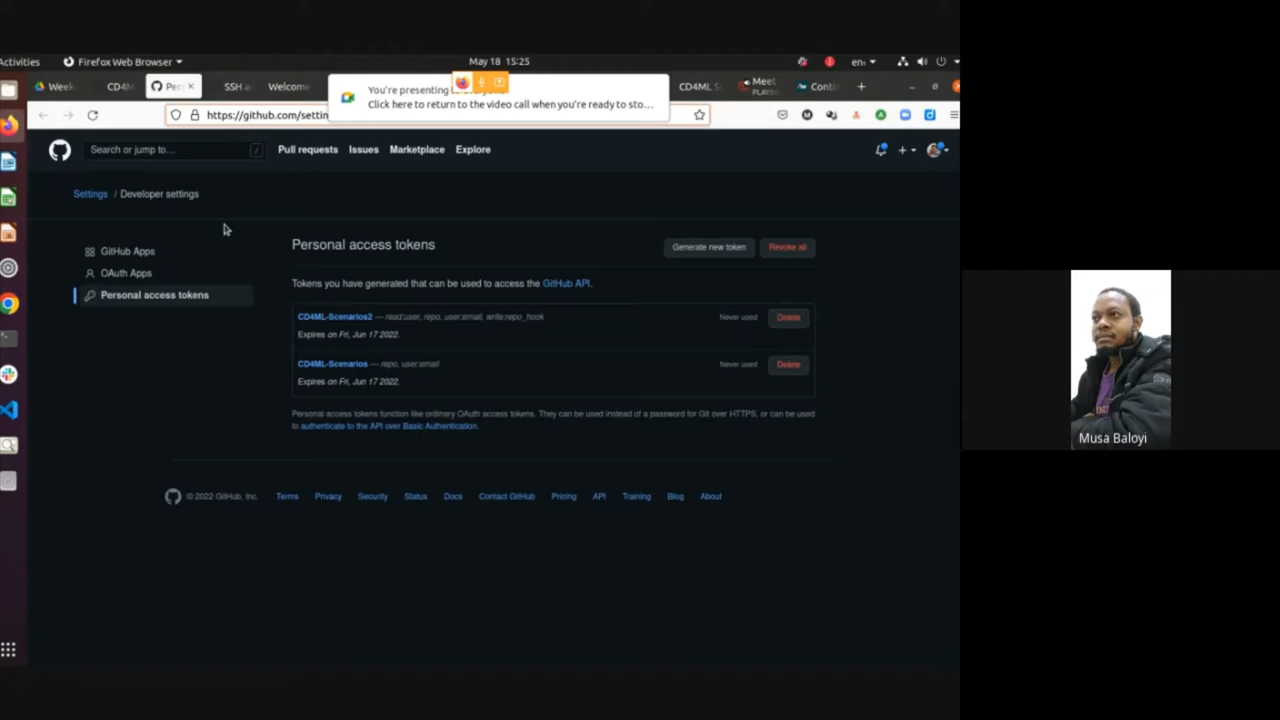 Activities
Firefox Web Browser
May 18 15:25
en
Week
CD4M
Pers
SSH a
Welcome
You're presenting
Click here to return to the video call when you're ready to sto...
CD4ML S
Meet
PLAYING
Conti
https://github.com/settin
Search or jump to...
/
Pull requests
Issues
Marketplace
Explore
Settings / Developer settings
GitHub Apps
OAuth Apps
Personal access tokens
Personal access tokens
Generate new token
Revoke all
Tokens you have generated that can be used to access the GitHub API.
CD4ML-Scenarios2 — read:user, repo, user:email, write:repo_hook
Never used
Delete
Expires on Fri, Jun 17 2022.
CD4ML-Scenarios — repo, user:email
Never used
Delete
Expires on Fri, Jun 17 2022.
Personal access tokens function like ordinary OAuth access tokens. They can be used instead of a password for Git over HTTPS, or can be used
to authenticate to the API over Basic Authentication.
© 2022 GitHub, Inc.
Terms
Privacy
Security
Status
Docs
Contact GitHub
Pricing
API
Training
Blog
About
Musa Baloyi